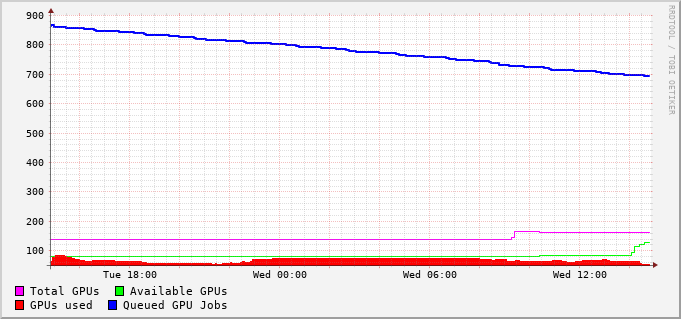 900
800
700
600
500
400
300
200
100
Tue 18:00 Wed 00:00 Wed 06:00 Wed 12:00
Total GPUs Available GPUs
GPUs used Queued GPU Jobs
RRDTOOL / TOBI OETIKER